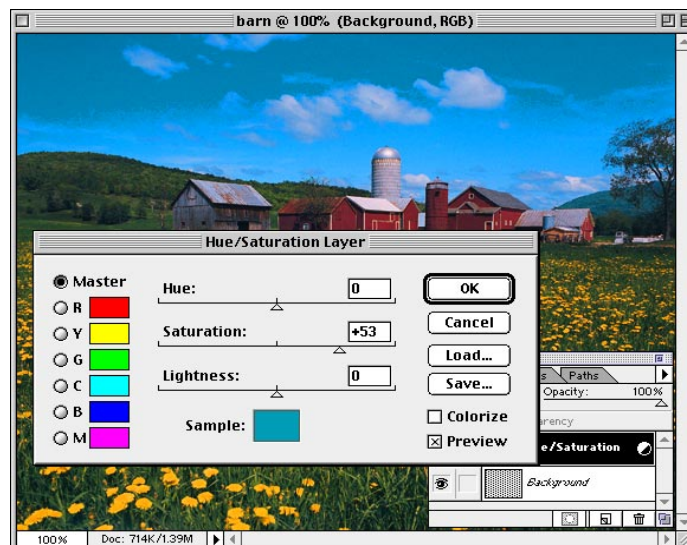 barn @ 100% (Background, RGB)
Hue/Saturation Layer
Master
R
Y
G
C
B
M
Hue: 0
Saturation: +53
Lightness: 0
Sample:
OK
Cancel
Load...
Save...
Colorize
Preview
s Paths
Opacity: 100%
arency
e/Saturation
Background
100% Doc: 714K/1.39M